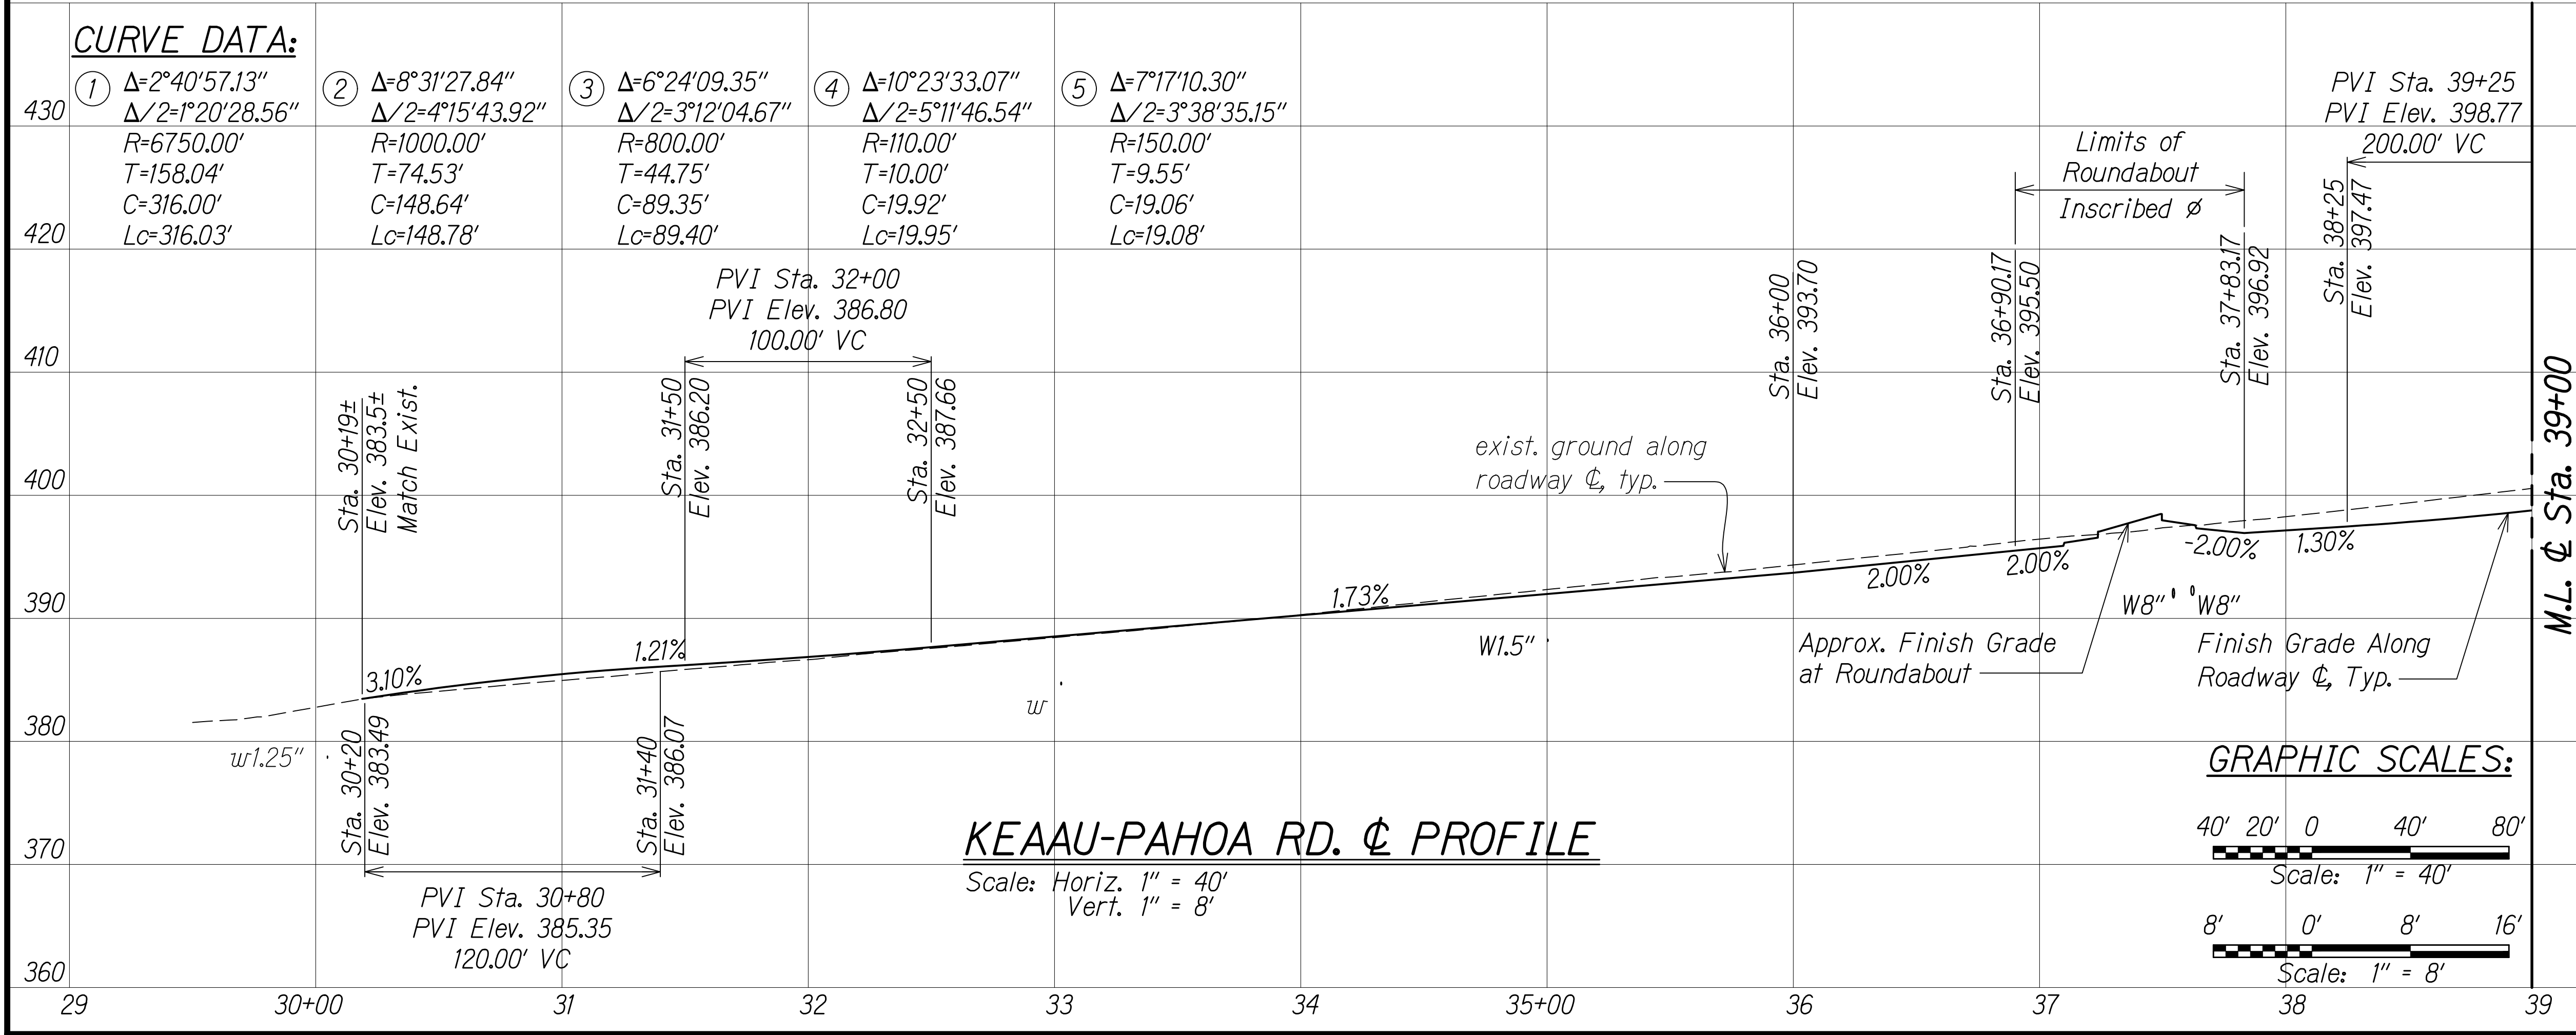 CURVE DATA:
1
Δ=2°40'57.13"
Δ/2=1°20'28.56"
R=6750.00'
T=158.04'
C=316.00'
Lc=316.03'
2
Δ=8°31'27.84"
Δ/2=4°15'43.92"
R=1000.00'
T=74.53'
C=148.64'
Lc=148.78'
3
Δ=6°24'09.35"
Δ/2=3°12'04.67"
R=800.00'
T=44.75'
C=89.35'
Lc=89.40'
4
Δ=10°23'33.07"
Δ/2=5°11'46.54"
R=110.00'
T=10.00'
C=19.92'
Lc=19.95'
5
Δ=7°17'10.30"
Δ/2=3°38'35.15"
R=150.00'
T=9.55'
C=19.06'
Lc=19.08'
PVI Sta. 39+25
PVI Elev. 398.77
200.00' VC
Limits of
Roundabout
Inscribed ø
430
420
410
400
390
380
370
360
PVI Sta. 32+00
PVI Elev. 386.80
100.00' VC
Sta. 30+19±
Elev. 383.5±
Match Exist.
Sta. 31+50
Elev. 386.20
Sta. 32+50
Elev. 387.66
Sta. 36+00
Elev. 393.70
Sta. 36+90.17
Elev. 395.50
Sta. 37+83.17
Elev. 396.92
Sta. 38+25
Elev. 397.47
M.L. ℄ Sta. 39+00
exist. ground along
roadway ℄, typ.
3.10%
1.21%
1.73%
2.00%
2.00%
-2.00%
1.30%
W8"
W8"
W1.5"
w
w1.25"
Approx. Finish Grade
at Roundabout
Finish Grade Along
Roadway ℄, Typ.
Sta. 30+20
Elev. 383.49
Sta. 31+40
Elev. 386.07
PVI Sta. 30+80
PVI Elev. 385.35
120.00' VC
KEAAU-PAHOA RD. ℄ PROFILE
Scale: Horiz. 1" = 40'
Vert. 1" = 8'
GRAPHIC SCALES:
40' 20' 0 40' 80'
Scale: 1" = 40'
8' 0' 8' 16'
Scale: 1" = 8'
29 30+00 31 32 33 34 35+00 36 37 38 39